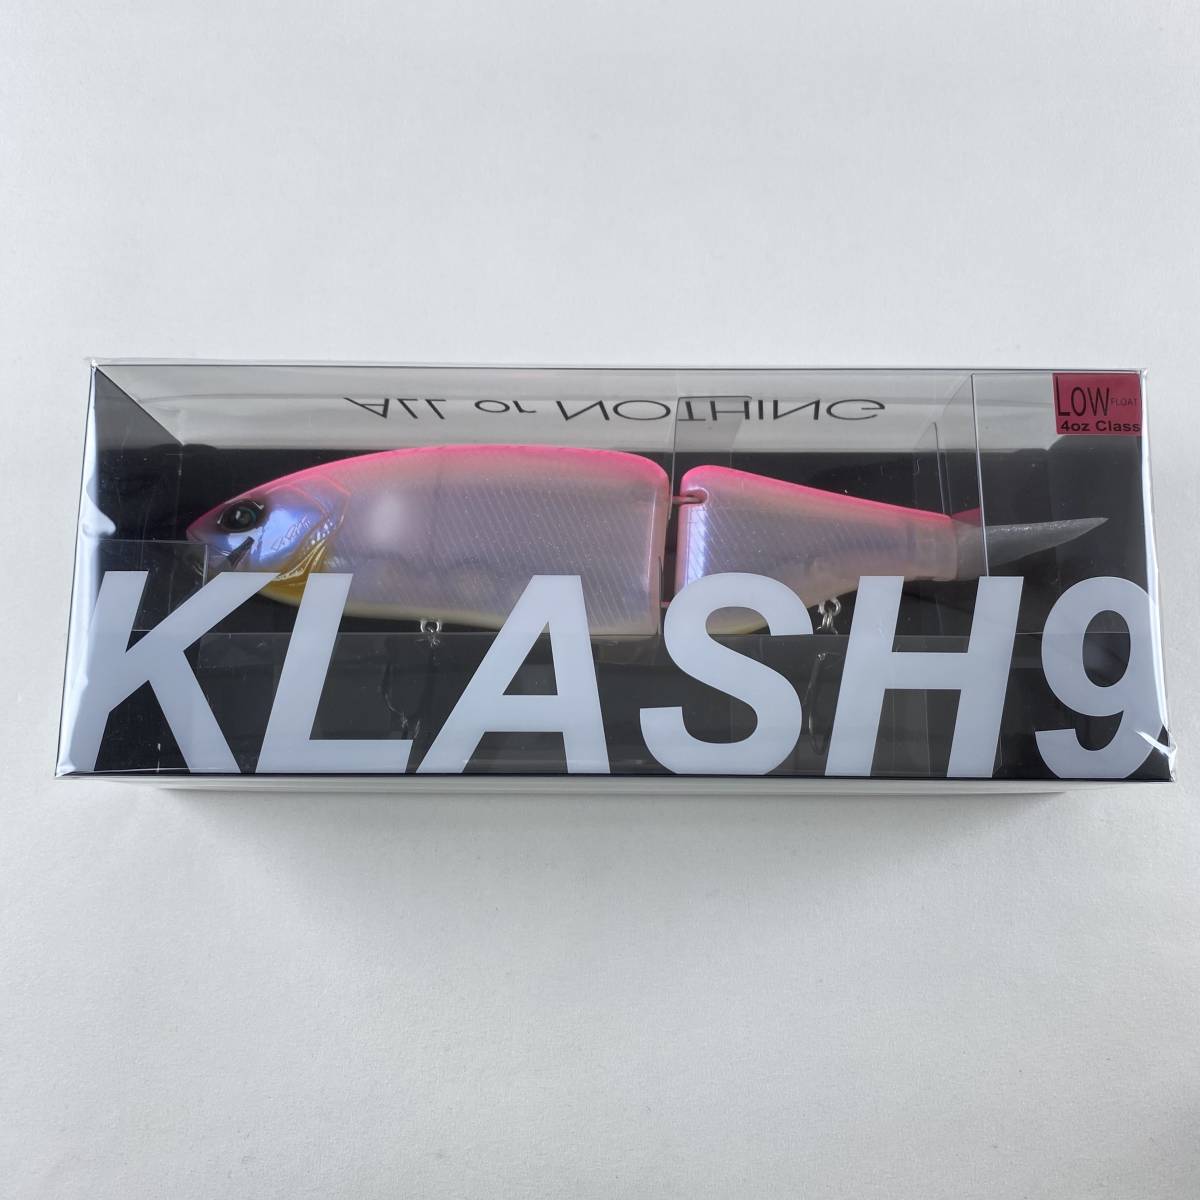 ALL or NOTHING
LOW FLOAT
4oz Class
KLASH9